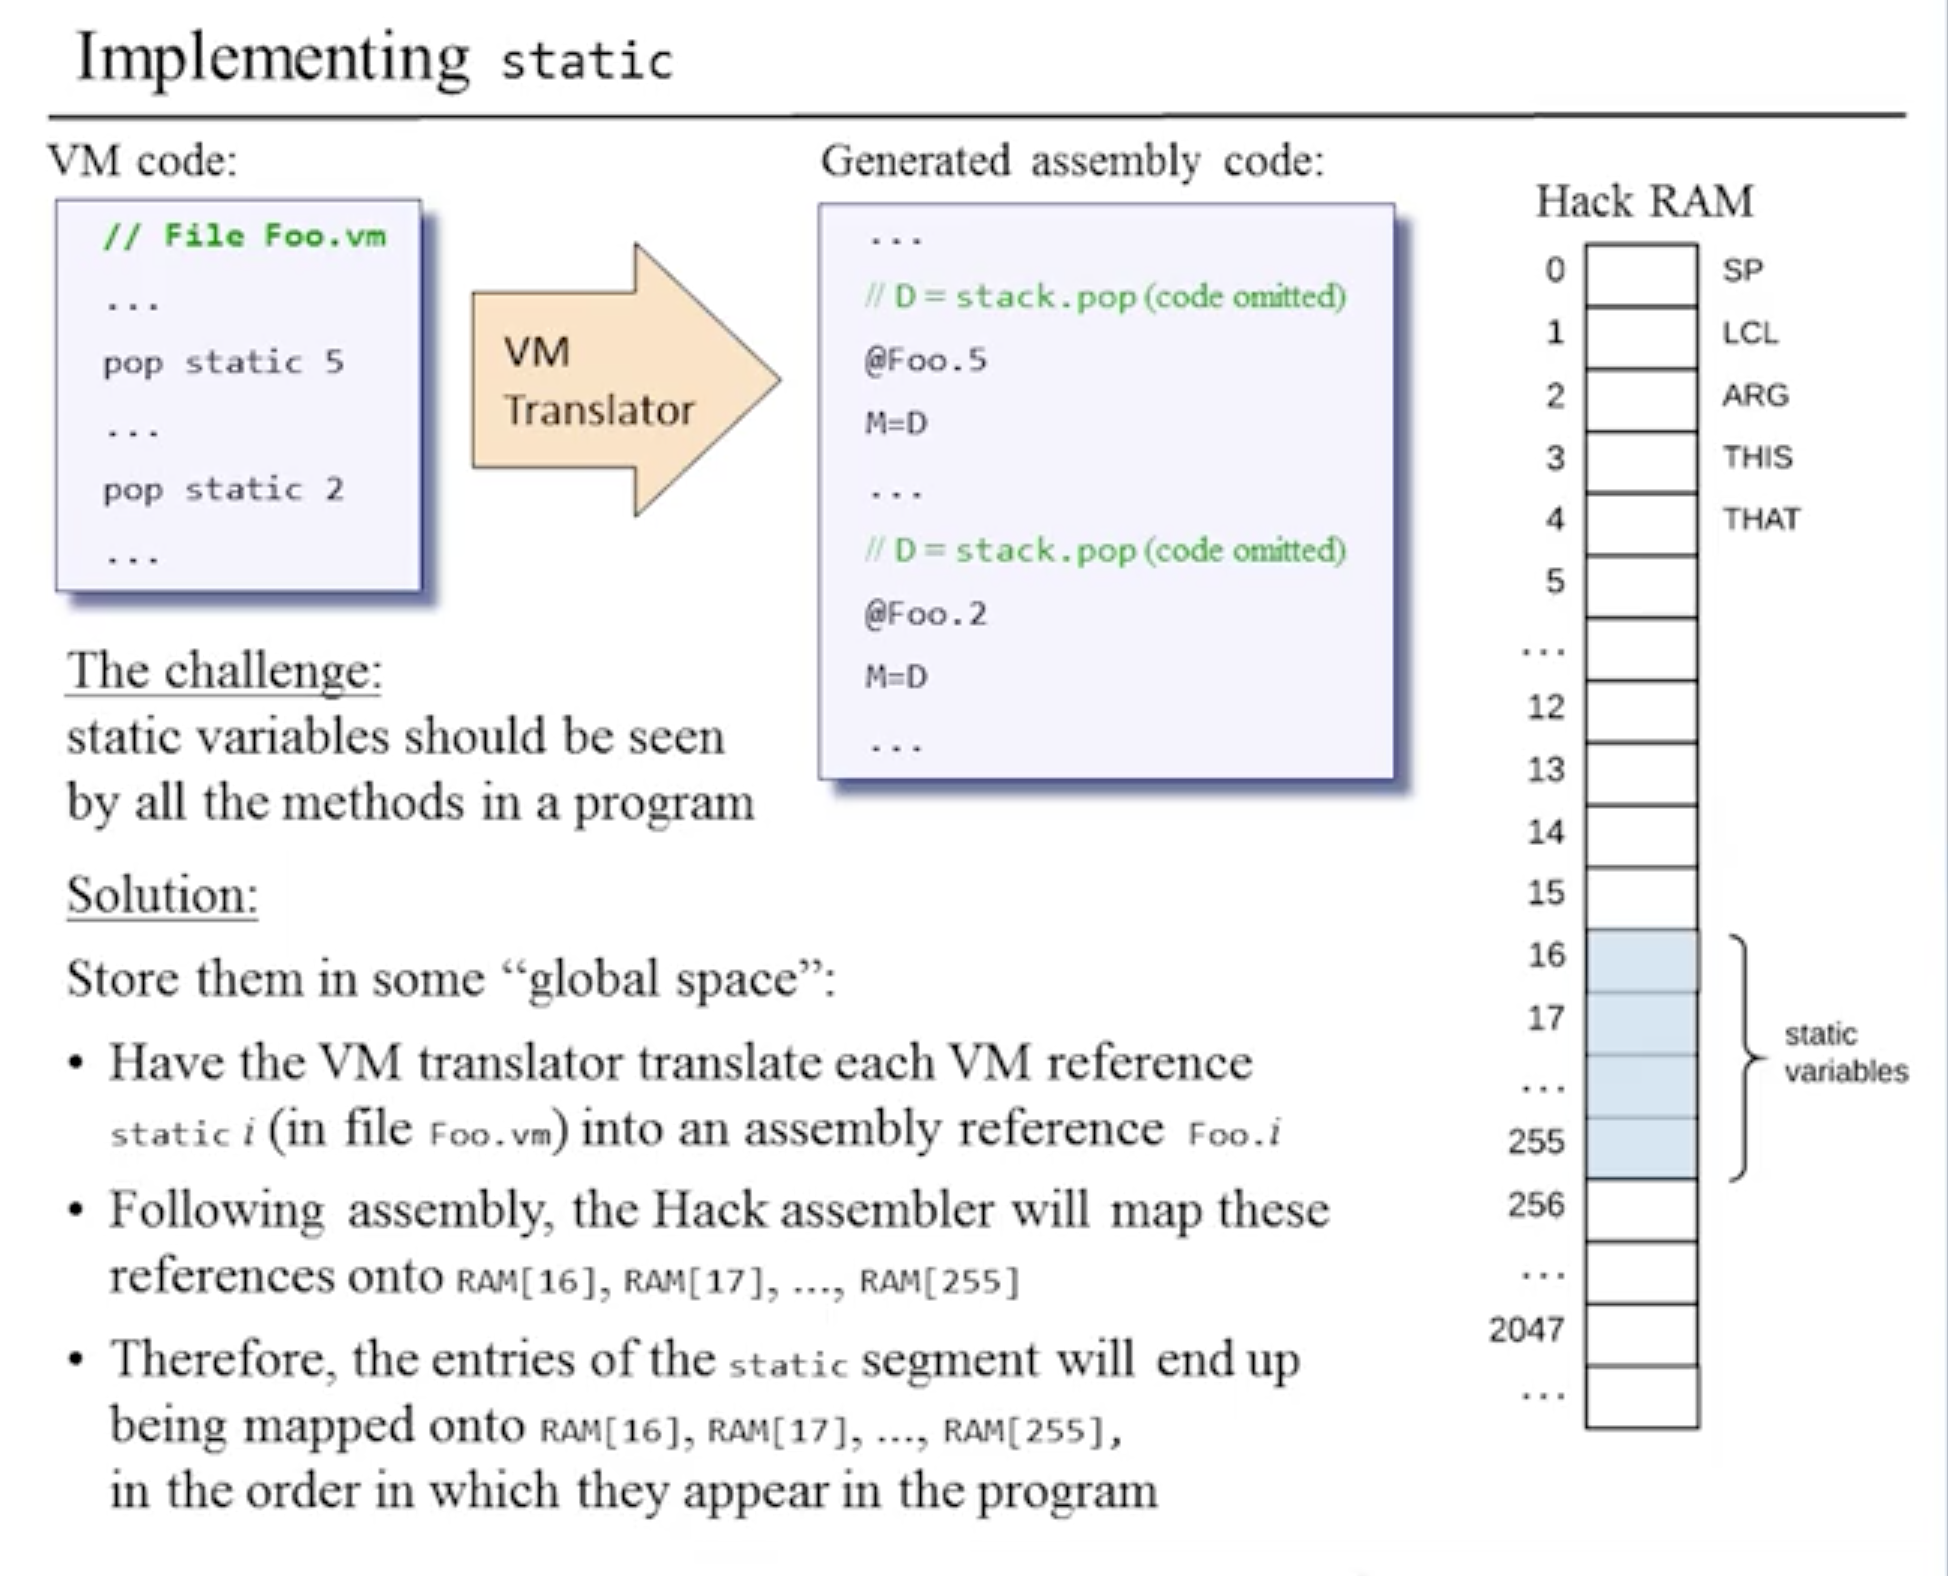 Implementing static
VM code:
// File Foo.vm
...
pop static 5
...
pop static 2
...
VM
Translator
Generated assembly code:
...
// D = stack.pop (code omitted)
@Foo.5
M=D
...
// D = stack.pop (code omitted)
@Foo.2
M=D
...
The challenge:
static variables should be seen
by all the methods in a program
Solution:
Store them in some “global space”:
• Have the VM translator translate each VM reference
static i (in file Foo.vm) into an assembly reference Foo.i
• Following assembly, the Hack assembler will map these
references onto RAM[16], RAM[17], ..., RAM[255]
• Therefore, the entries of the static segment will end up
being mapped onto RAM[16], RAM[17], ..., RAM[255],
in the order in which they appear in the program
Hack RAM
0 SP
1 LCL
2 ARG
3 THIS
4 THAT
5
...
12
13
14
15
16
17
...
255
static
variables
256
...
2047
...